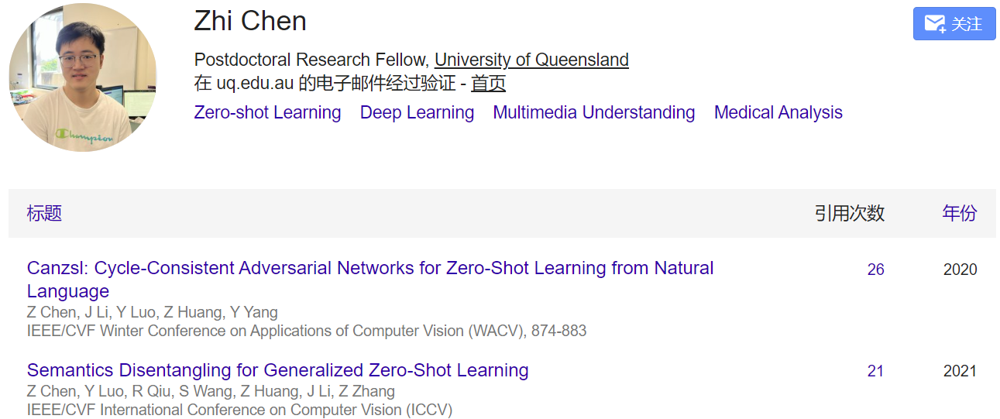 Zhi Chen
关注
Postdoctoral Research Fellow, University of Queensland
在 uq.edu.au 的电子邮件经过验证 - 首页
Zero-shot Learning Deep Learning Multimedia Understanding Medical Analysis
Champion
标题 引用次数 年份
Canzsl: Cycle-Consistent Adversarial Networks for Zero-Shot Learning from Natural 26 2020
Language
Z Chen, J Li, Y Luo, Z Huang, Y Yang
IEEE/CVF Winter Conference on Applications of Computer Vision (WACV), 874-883
Semantics Disentangling for Generalized Zero-Shot Learning 21 2021
Z Chen, Y Luo, R Qiu, S Wang, Z Huang, J Li, Z Zhang
IEEE/CVF International Conference on Computer Vision (ICCV)